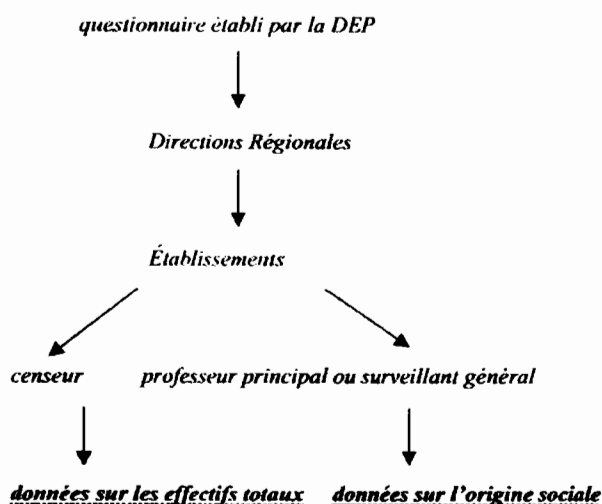 questionnaire établi par la DEP
Directions Régionales
Établissements
censeur professeur principal ou surveillant général
données sur les effectifs totaux données sur l'origine sociale